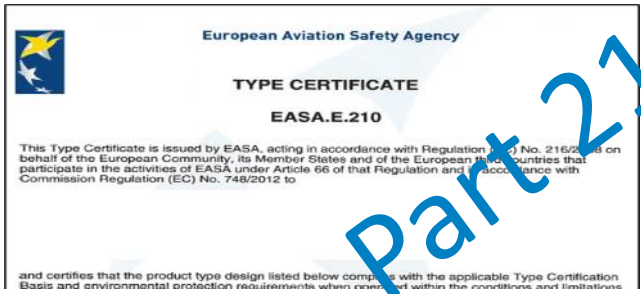 European Aviation Safety Agency
TYPE CERTIFICATE
EASA.E.210
This Type Certificate is issued by EASA, acting in accordance with Regulation ) No. 216/2 on
behalf of the European Community, its Member States and of the European countries that
participate in the activities of EASA under Article 66 of that Regulation and with
Commission Regulation (EC) No. 748/2012 to
and certifies that the product type design listed below with the applicable Type Certification
Basis and environmental protection requirements when within the conditions and limitations
Part 21